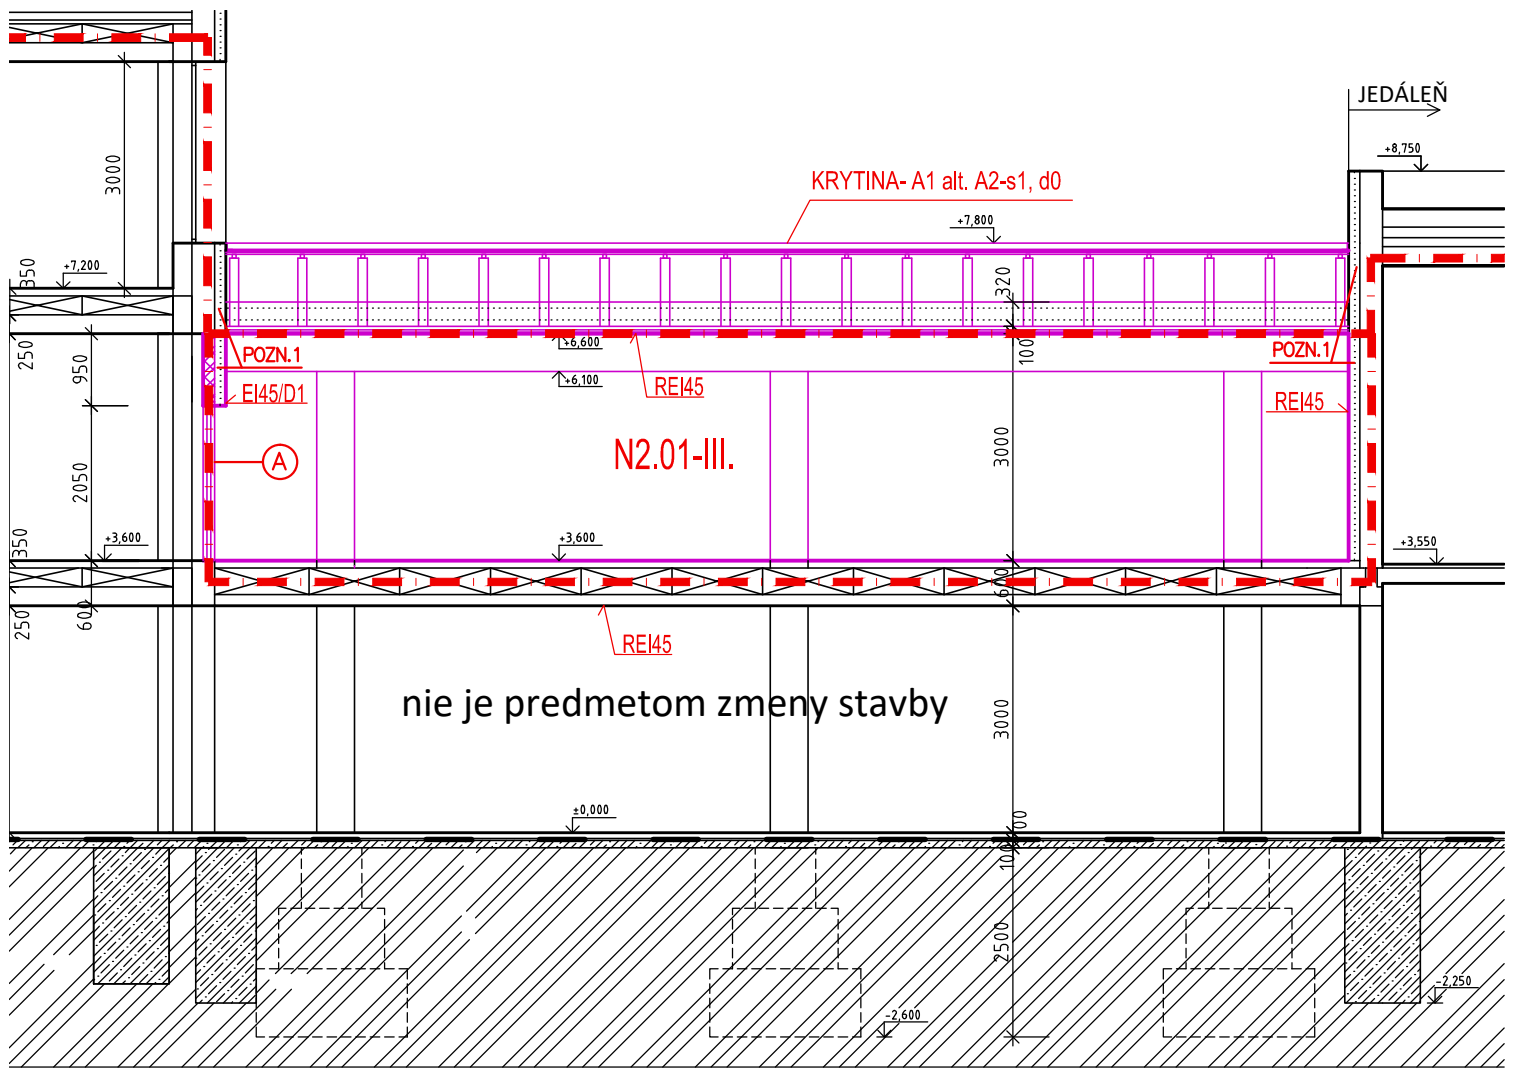 JEDÁLEŇ
+8,750
KRYTINA- A1 alt. A2-s1, d0
+7,800
3000
350
+7,200
320
250
950
POZN.1
+6,600
100
POZN.1
+6,100
REI45
EI45/D1
REI45
N2.01-III.
A
3000
2050
350
+3,600
+3,600
+3,550
600
250
600
REI45
nie je predmetom zmeny stavby
3000
±0,000
100
2500
-2,250
-2,600